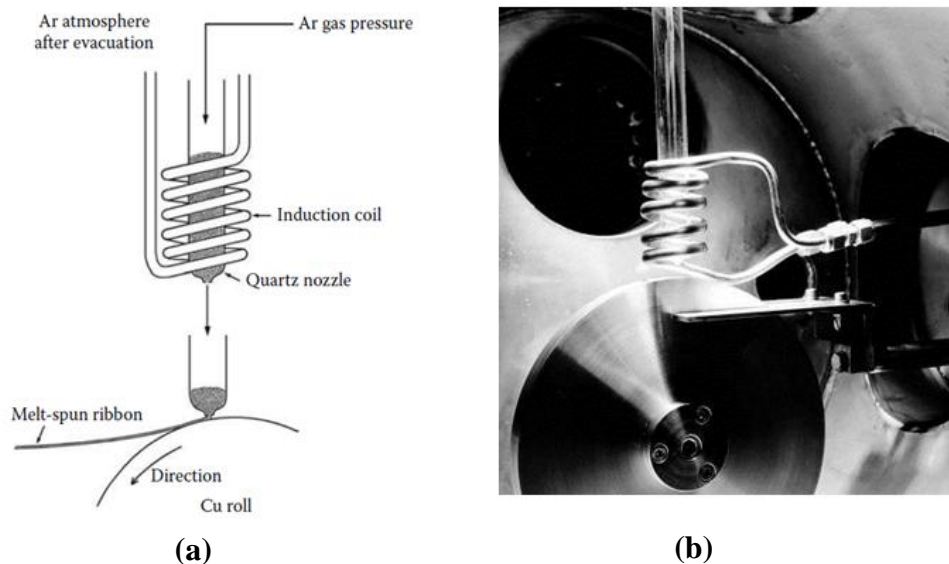 Ar atmosphere
after evacuation
Ar gas pressure
Induction coil
Quartz nozzle
Melt-spun ribbon
Direction
Cu roll
(a)
(b)